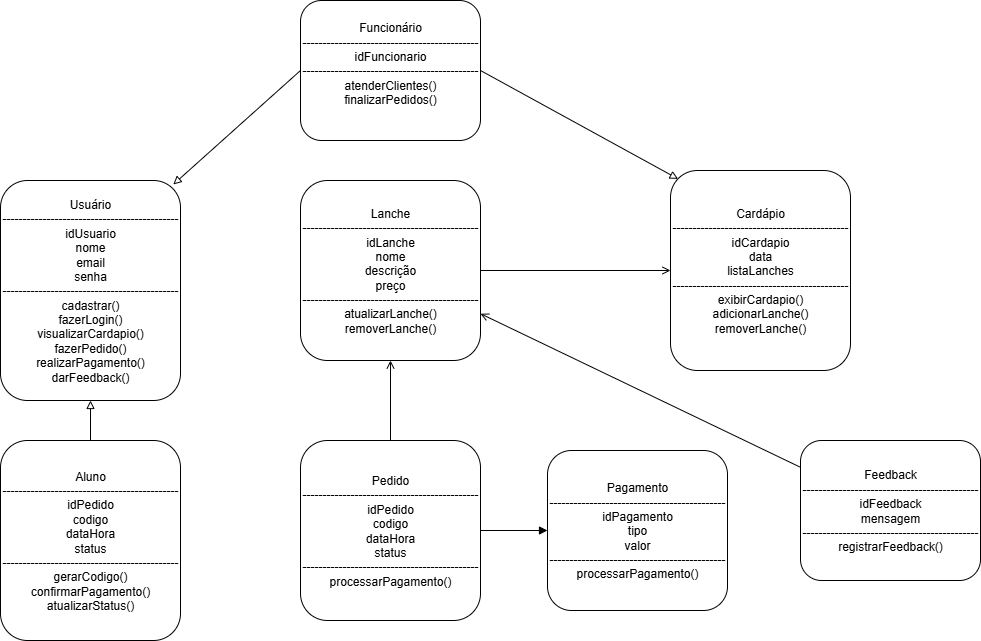 Funcionário
idFuncionario
atenderClientes()
finalizarPedidos()
Usuário
idUsuario
nome
email
senha
cadastrar()
fazerLogin()
visualizarCardapio()
fazerPedido()
realizarPagamento()
darFeedback()
Lanche
idLanche
nome
descrição
preço
atualizarLanche()
removerLanche()
Cardápio
idCardapio
data
listaLanches
exibirCardapio()
adicionarLanche()
removerLanche()
Aluno
idPedido
codigo
dataHora
status
gerarCodigo()
confirmarPagamento()
atualizarStatus()
Pedido
idPedido
codigo
dataHora
status
processarPagamento()
Pagamento
idPagamento
tipo
valor
processarPagamento()
Feedback
idFeedback
mensagem
registrarFeedback()